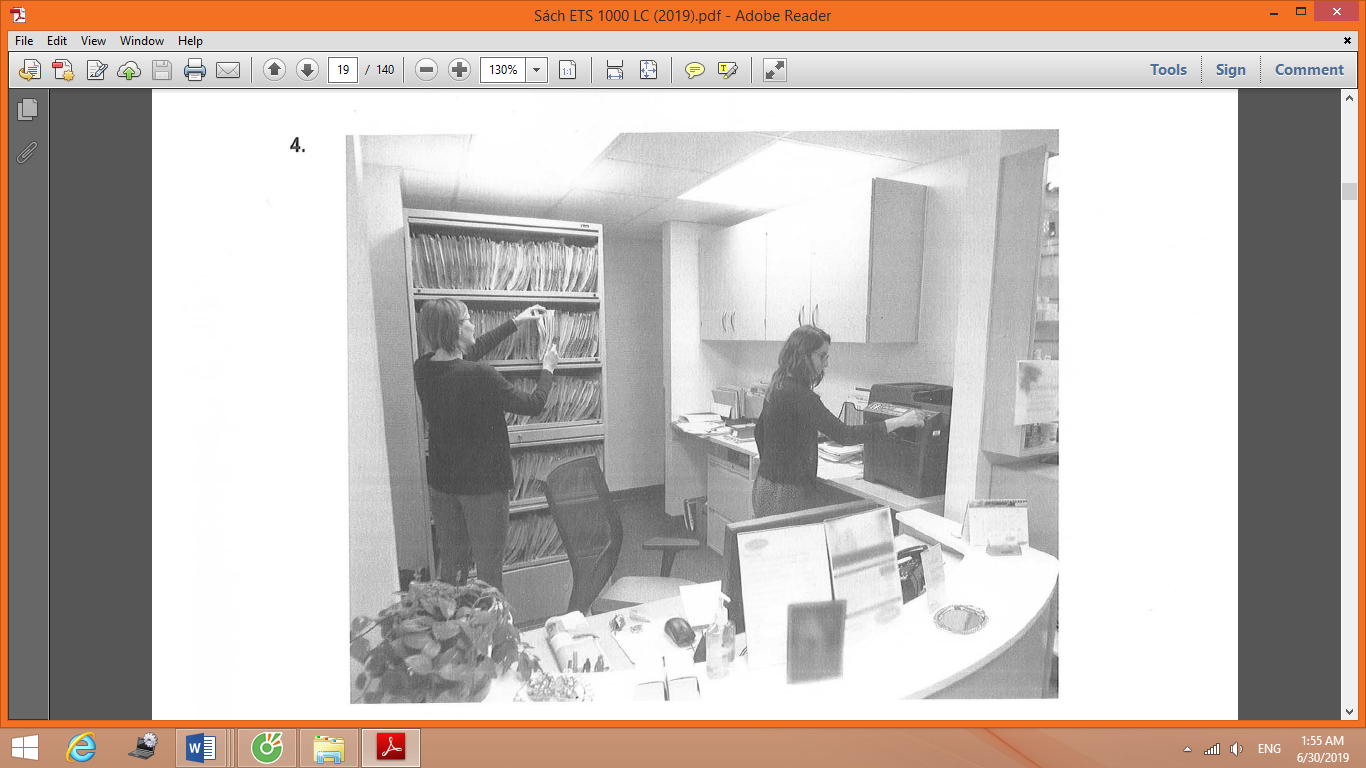 Sách ETS 1000 LC (2019).pdf - Adobe Reader
File Edit View Window Help
19 / 140 130% Tools Sign Comment
4.
ENG
1:55 AM
6/30/2019